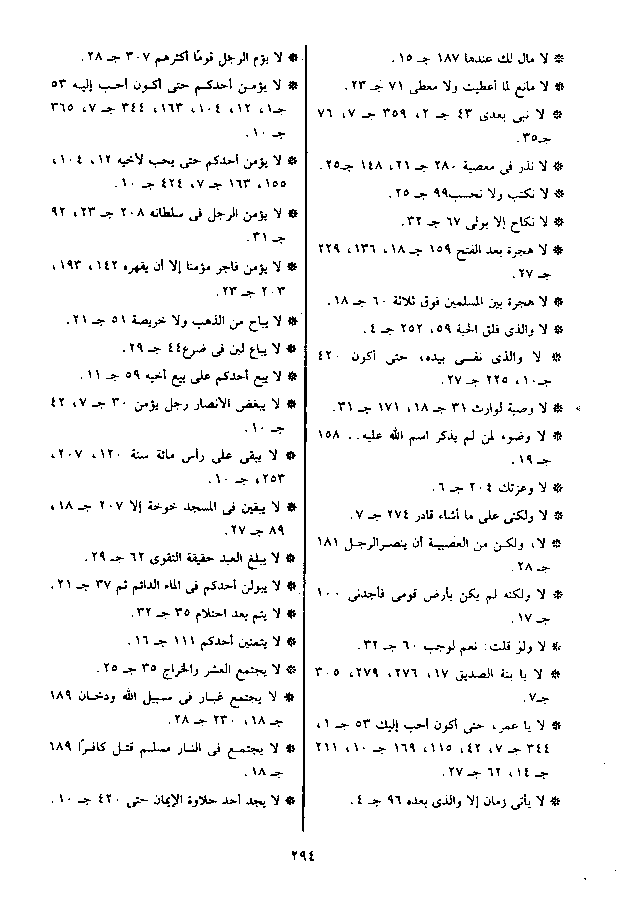 * لا مال لك عندها ١٨٧ جـ ١٥.
* لا مانع لما أعطيت ولا معطى ٧١ جـ ٢٣.
* لا نبى بعدى ٤٣ جـ ٢، ٣٥٩ جـ ٧، ٧٦
جـ٣٥.
* لا نذر فى معصية ٢٨٠ جـ ٢١، ١٤٨ جـ٢٥.
* لا نكتب ولا نحسب٩٩ جـ ٢٥.
* لا نكاح إلا بولى ٦٧ جـ ٣٢.
* لا هجرة بعد الفتح ١٥٩ جـ ١٨، ١٣٦، ٢٢٩
جـ ٢٧.
* لا هجرة بين المسلمين فوق ثلاثة ٦٠ جـ ١٨.
* لا والذى فلق الحبة ٥٩، ٢٥٢ جـ ٤.
* لا والذى نفسى بيده، حتى أكون ٤٢٠
جـ١٠، ٢٢٥ جـ ٢٧.
* لا وصية لوارث ٣١ جـ ١٨، ١٧١ جـ ٣١.
* لا وضوء لمن لم يذكر اسم الله عليه.. ١٥٨
جـ ١٩.
* لا وعزتك ٢٠٤ جـ ٦.
* لا ولكنى على ما أشاء قادر ٢٧٤ جـ ٧.
* لا، ولكن من العصبية أن ينصرالرجل ١٨١
جـ ٢٨.
* لا ولكنه لم يكن بأرض قومى فأجدنى ١٠٠
جـ ١٧.
* لا ولو قلت: نعم لوجب ٦٠ جـ ٣٢.
* لا يا بنة الصديق ٦٧، ٢٧٦، ٢٧٩، ٣٠٥
جـ٧.
* لا يا عمر، حتى أكون أحب إليك ٥٣ جـ ١،
٣٤٤ جـ ٧، ٤٢، ١١٥، ١٦٩ جـ ١٠، ٢١١
جـ ١٤، ٦٢ جـ ٢٧.
* لا يأتى زمان إلا والذى بعده ٩٦ جـ ٤.
* لا يؤم الرجل قومًا أكثرهم ٣٠٧ جـ ٢٨.
* لا يؤمن أحدكم حتى أكون أحب إليه ٥٣
جـ١، ١٢، ١٠٤، ١٦٣، ٣٤٤ جـ ٧، ٣٦٥
جـ ١٠.
* لا يؤمن أحدكم حتى يحب لأخيه ١٢، ١٠٤،
١٥٥، ١٦٣ جـ ٧، ٤٢٤ جـ ١٠.
* لا يؤمن الرجل فى سلطانه ٢٠٨ جـ ٢٣، ٩٢
جـ ٣١.
* لا يؤمن فاجر مؤمنا إلا أن يقهره ١٤٢، ١٩٣،
٢٠٣ جـ ٢٣.
* لا يباح من الذهب ولا خريصة ٥١ جـ ٢١.
* لا يباع لبن فى ضرع٤٤ جـ ٢٩.
* لا يبع أحدكم على بيع أخيه ٥٩ جـ ١١.
* لا يبغض الأنصار رجل يؤمن ٣٠ جـ ٧، ٤٢
جـ ١٠.
* لا يبقى على رأس مائة سنة ١٢٠، ٢٠٧،
٢٥٣، جـ ١٠.
* لا يبقين فى المسجد خوخة إلا ٢٠٧ جـ ١٨،
٨٩ جـ ٢٧.
* لا يبلغ العبد حقيقة التقوى ٦٢ جـ ٢٩.
* لا يبولن أحدكم فى الماء الدائم ثم ٣٧ جـ ٢١.
* لا يتم بعد احتلام ٣٥ جـ ٣٢.
* لا يتمنين أحدكم ١١١ جـ ١٦.
* لا يجتمع العشر والخراج ٣٥ جـ ٢٥.
* لا يجتمع غبـار فى سبيل الله ودخـان ١٨٩
جـ ١٨، ٢٣٠ جـ ٢٨.
* لا يجتمع فى النار مسلم قتل كافرًا ١٨٩
جـ ١٨.
* لا يجد أحد حلاوة الإيمان حتى ٤٢٠ جـ ١٠.
٢٩٤